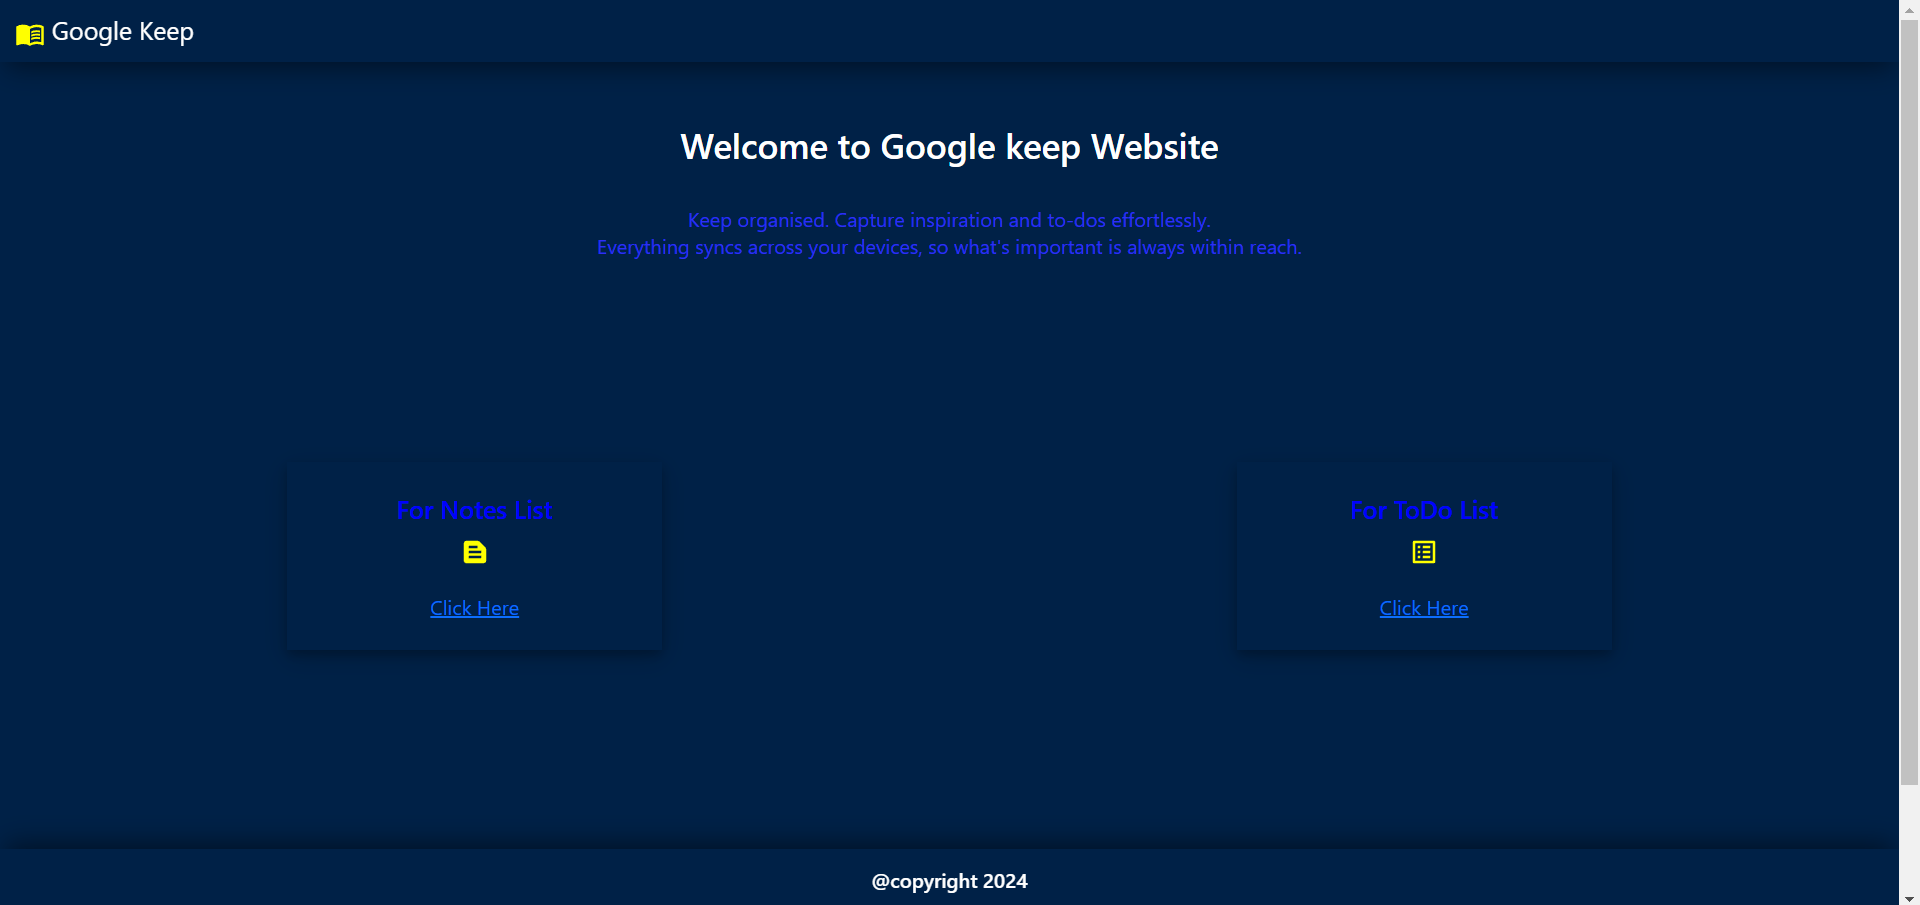 Google Keep
Welcome to Google keep Website
Keep organised. Capture inspiration and to-dos effortlessly.
Everything syncs across your devices, so what's important is always within reach.
For Notes List
Click Here
For ToDo List
Click Here
@copyright 2024